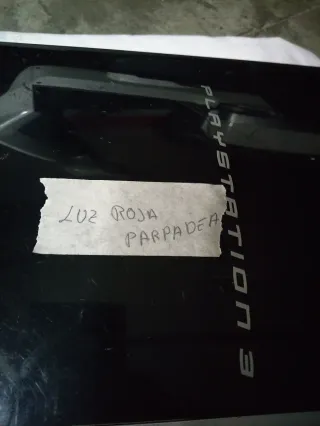 LUZ ROJA
PARPADEA
PLAYSTATION 3